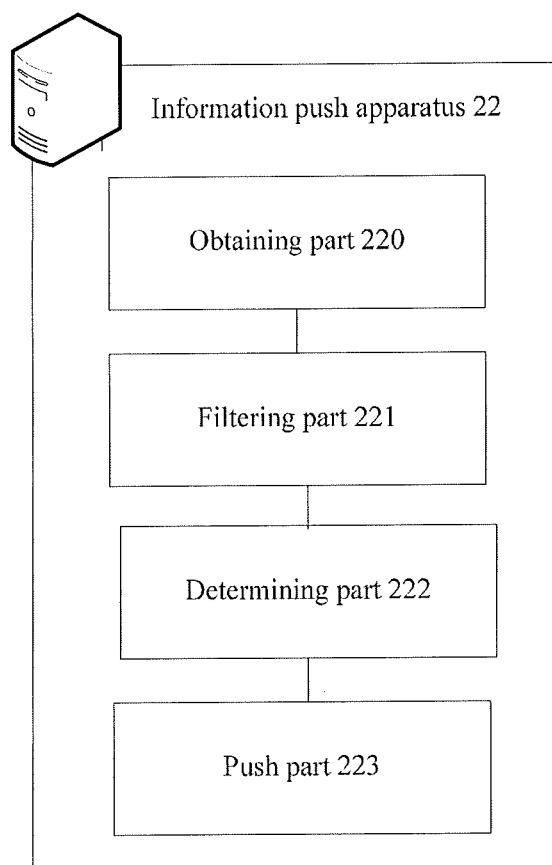 Information push apparatus 22
Obtaining part 220
Filtering part 221
Determining part 222
Push part 223